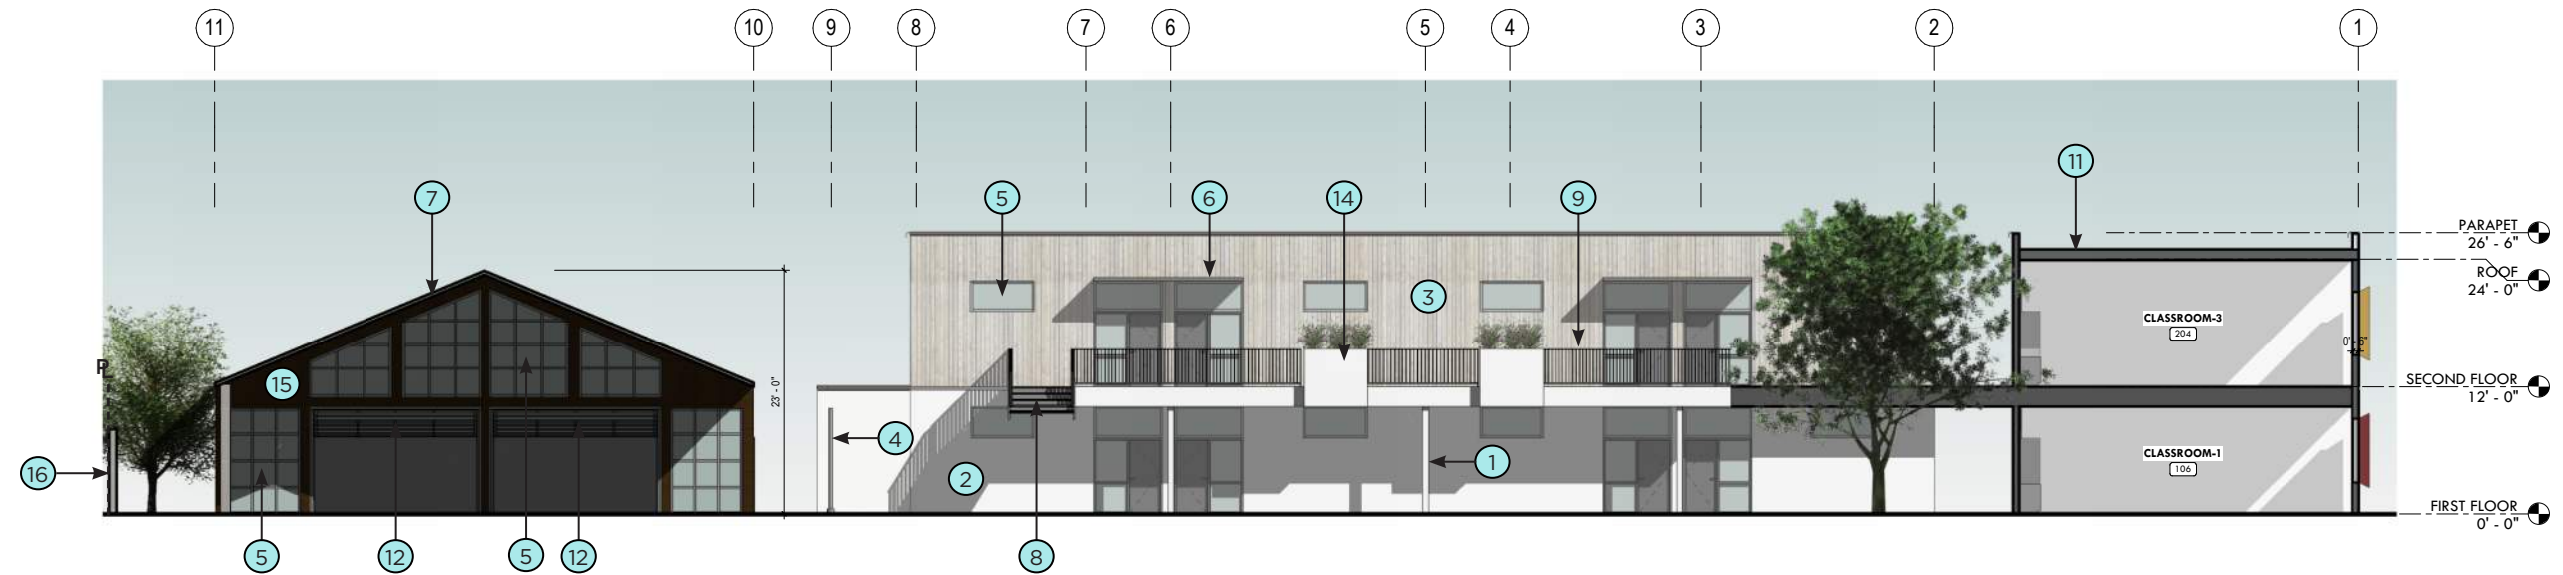 11 10 9 8 7 6 5 4 3 2 1
11
7 5 6 14 9
PARAPET
26' - 6"
ROOF
24' - 0"
3
CLASSROOM-3
204
0' - 6"
P
15
23' - 0"
SECOND FLOOR
12' - 0"
4
CLASSROOM-1
106
16
2
1
FIRST FLOOR
0' - 0"
5 12 5 12 8